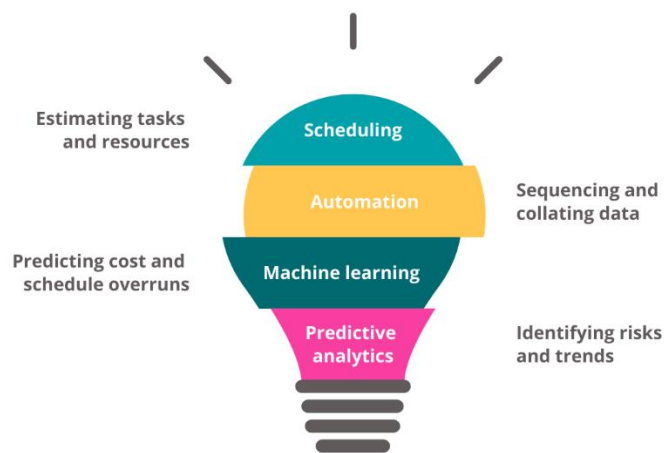 Estimating tasks
and resources
Scheduling
Automation
Sequencing and
collating data
Predicting cost and
schedule overruns
Machine learning
Predictive
analytics
Identifying risks
and trends